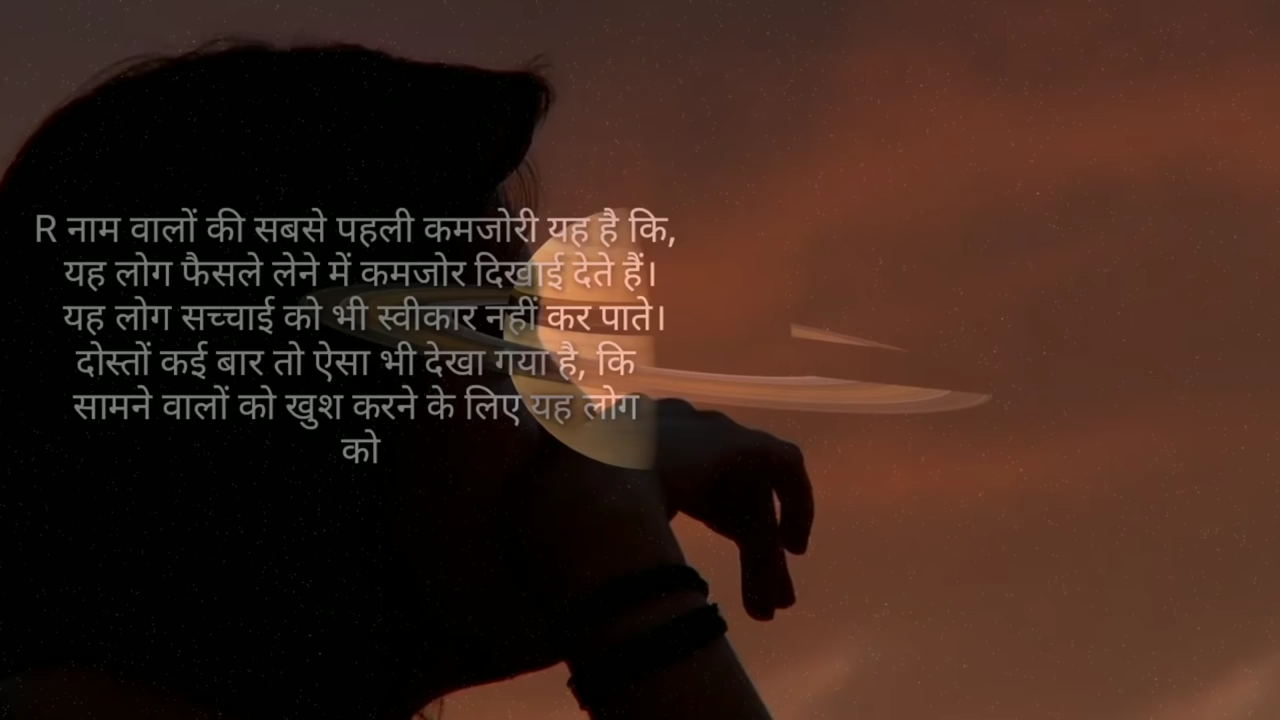 R नाम वालों की सबसे पहली कमजोरी यह है कि,
यह लोग फैसले लेने में कमजोर दिखाई देते हैं।
यह लोग सच्चाई को भी स्वीकार नहीं कर पाते।
दोस्तों कई बार तो ऐसा भी देखा गया है, कि
सामने वालों को खुश करने के लिए यह लोग
को